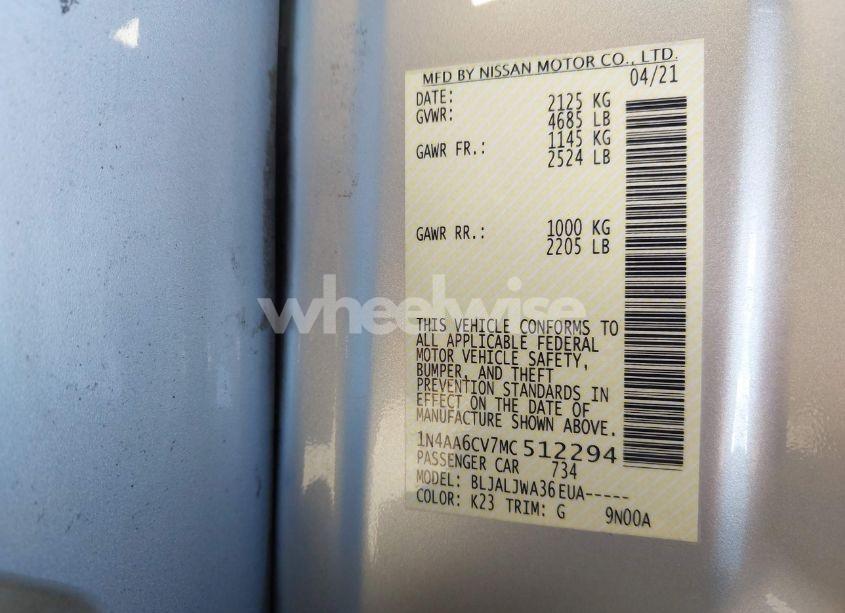 MFD BY NISSAN MOTOR CO., LTD.
04/21
DATE: 2125 KG
GVWR: 4685 LB
GAWR FR.: 1145 KG
2524 LB
GAWR RR.: 1000 KG
2205 LB
wheelwise
THIS VEHICLE CONFORMS TO
ALL APPLICABLE FEDERAL
MOTOR VEHICLE SAFETY,
BUMPER, AND THEFT
PREVENTION STANDARDS IN
EFFECT ON THE DATE OF
MANUFACTURE SHOWN ABOVE.
1N4AA6CV7MC512294
PASSENGER CAR 734
MODEL: BLJALJWA36EUA-----
COLOR: K23 TRIM: G 9N00A